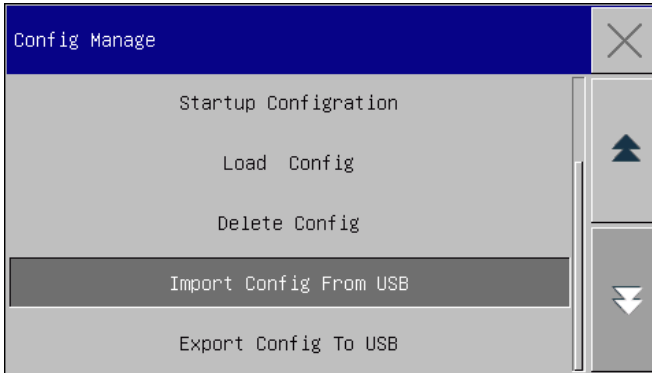 Config Manage
Startup Configration
Load Config
Delete Config
Import Config From USB
Export Config To USB